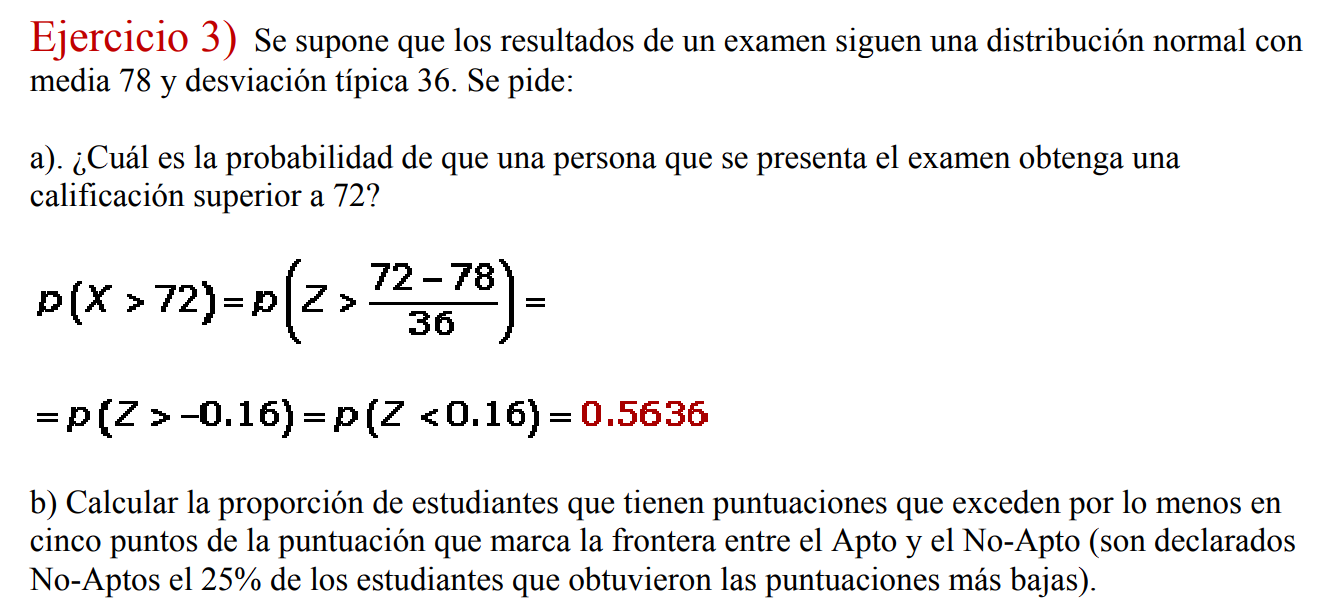 Ejercicio 3) Se supone que los resultados de un examen siguen una distribución normal con
media 78 y desviación típica 36. Se pide:
a). ¿Cuál es la probabilidad de que una persona que se presenta el examen obtenga una
calificación superior a 72?
p(X > 72) = p(Z > (72 – 78)/36) =
= p(Z > –0.16) = p(Z < 0.16) = 0.5636
b) Calcular la proporción de estudiantes que tienen puntuaciones que exceden por lo menos en
cinco puntos de la puntuación que marca la frontera entre el Apto y el No-Apto (son declarados
No-Aptos el 25% de los estudiantes que obtuvieron las puntuaciones más bajas).